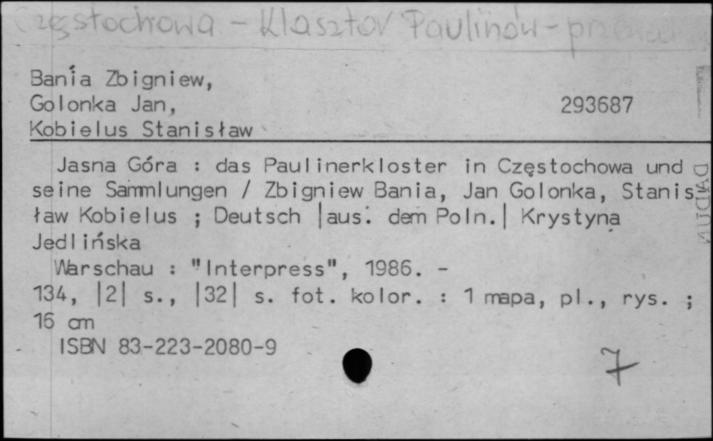 Częstochowa - Klasztor Paulinów -
Bania Zbigniew,
Golonka Jan, 293687
Kobielus Stanisław
Jasna Góra : das Paulinerkloster in Częstochowa und
seine Sammlungen / Zbigniew Bania, Jan Golonka, Stanis
ław Kobielus ; Deutsch |aus. dem Poln.| Krystyna
Jedlińska
Warschau : "Interpress", 1986. -
134, |2| s., |32| s. fot. kolor. : 1 mapa, pl., rys. ;
16 cm
ISBN 83-223-2080-9
7